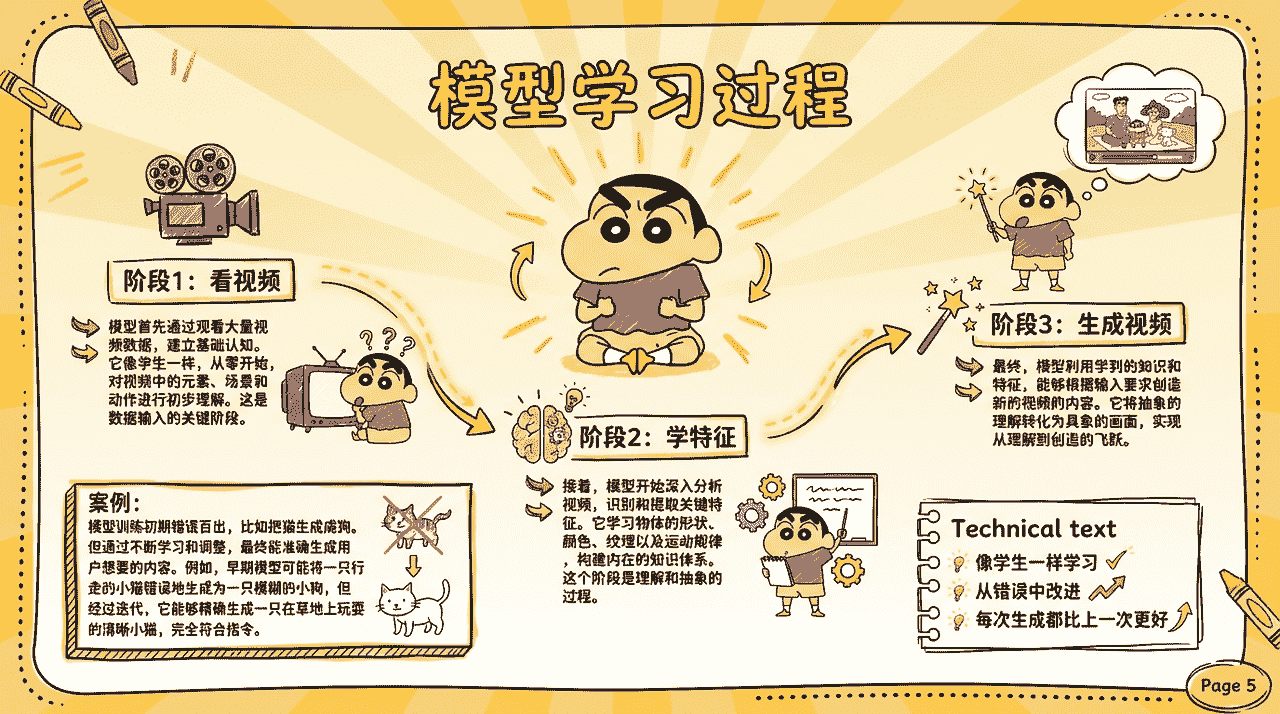 模型学习过程
阶段1：看视频
模型首先通过观看大量视
频数据，建立基础认知。
它像学生一样，从零开始，
对视频中的元素、场景和
动作进行初步理解。这是
数据输入的关键阶段。
? ? ?
阶段2：学特征
接着，模型开始深入分析
视频，识别和提取关键特
征。它学习物体的形状、
颜色、纹理以及运动规律
，构建内在的知识体系。
这个阶段是理解和抽象的
过程。
阶段3：生成视频
最终，模型利用学到的知识和
特征，能够根据输入要求创造
新的视频的内容。它将抽象的
理解转化为具象的画面，实现
从理解到创造的飞跃。
案例：
模型训练初期错误百出，比如把猫生成成狗。
但通过不断学习和调整，最终能准确生成用
户想要的内容。例如，早期模型可能将一只行
走的小猫错误地生成为一只模糊的小狗，但
经过迭代，它能够精确生成一只在草地上玩耍
的清晰小猫，完全符合指令。
Technical text
像学生一样学习
从错误中改进
每次生成都比上一次更好
Page 5